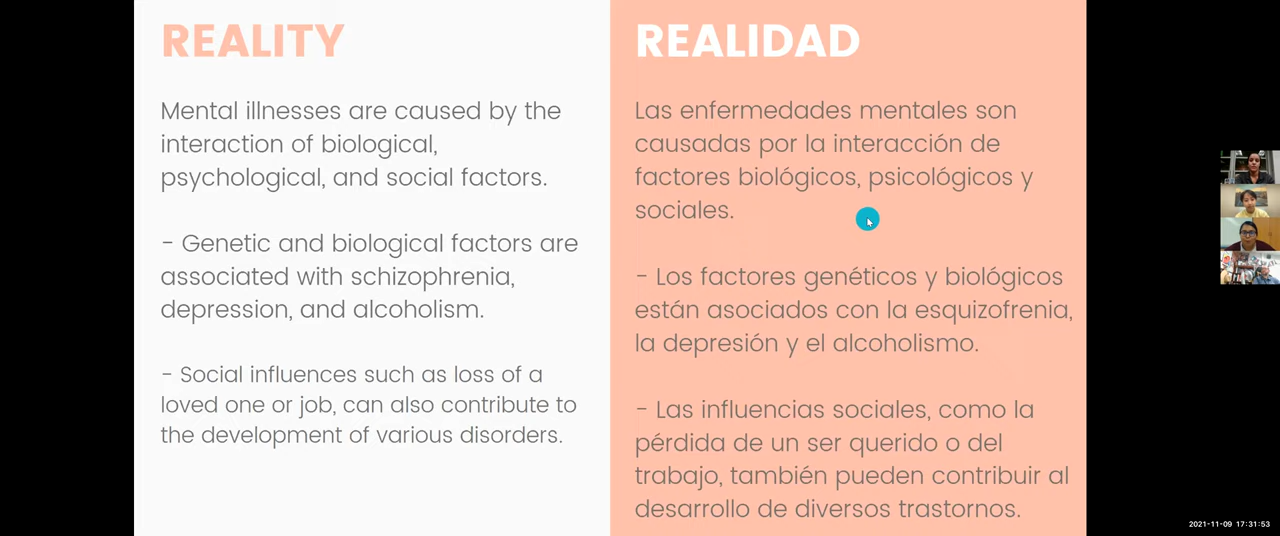 REALITY
Mental illnesses are caused by the
interaction of biological,
psychological, and social factors.
- Genetic and biological factors are
associated with schizophrenia,
depression, and alcoholism.
- Social influences such as loss of a
loved one or job, can also contribute to
the development of various disorders.
REALIDAD
Las enfermedades mentales son
causadas por la interacción de
factores biológicos, psicológicos y
sociales.
- Los factores genéticos y biológicos
están asociados con la esquizofrenia,
la depresión y el alcoholismo.
- Las influencias sociales, como la
pérdida de un ser querido o del
trabajo, también pueden contribuir al
desarrollo de diversos trastornos.
2021-11-09 17:31:53